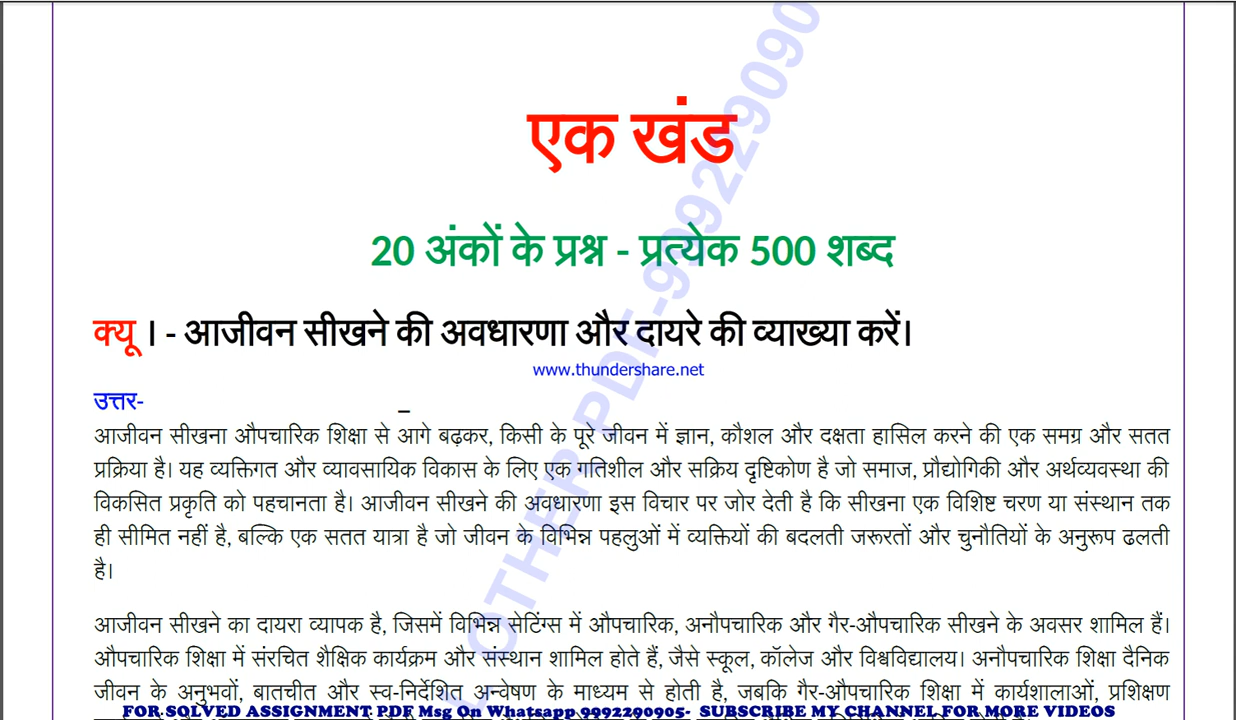 एक खंड
20 अंकों के प्रश्न - प्रत्येक 500 शब्द
क्यू । - आजीवन सीखने की अवधारणा और दायरे की व्याख्या करें।
www.thundershare.net
उत्तर-
आजीवन सीखना औपचारिक शिक्षा से आगे बढ़कर, किसी के पूरे जीवन में ज्ञान, कौशल और दक्षता हासिल करने की एक समग्र और सतत
प्रक्रिया है। यह व्यक्तिगत और व्यावसायिक विकास के लिए एक गतिशील और सक्रिय दृष्टिकोण है जो समाज, प्रौद्योगिकी और अर्थव्यवस्था की
विकसित प्रकृति को पहचानता है। आजीवन सीखने की अवधारणा इस विचार पर जोर देती है कि सीखना एक विशिष्ट चरण या संस्थान तक
ही सीमित नहीं है, बल्कि एक सतत यात्रा है जो जीवन के विभिन्न पहलुओं में व्यक्तियों की बदलती जरूरतों और चुनौतियों के अनुरूप ढलती
है।
आजीवन सीखने का दायरा व्यापक है, जिसमें विभिन्न सेटिंग्स में औपचारिक, अनौपचारिक और गैर-औपचारिक सीखने के अवसर शामिल हैं।
औपचारिक शिक्षा में संरचित शैक्षिक कार्यक्रम और संस्थान शामिल होते हैं, जैसे स्कूल, कॉलेज और विश्वविद्यालय। अनौपचारिक शिक्षा दैनिक
जीवन के अनुभवों, बातचीत और स्व-निर्देशित अन्वेषण के माध्यम से होती है, जबकि गैर-औपचारिक शिक्षा में कार्यशालाओं, प्रशिक्षण
FOR SOLVED ASSIGNMENT PDF Msg On Whatsapp 9992290905- SUBSCRIBE MY CHANNEL FOR MORE VIDEOS
OTHER PDF-999229090